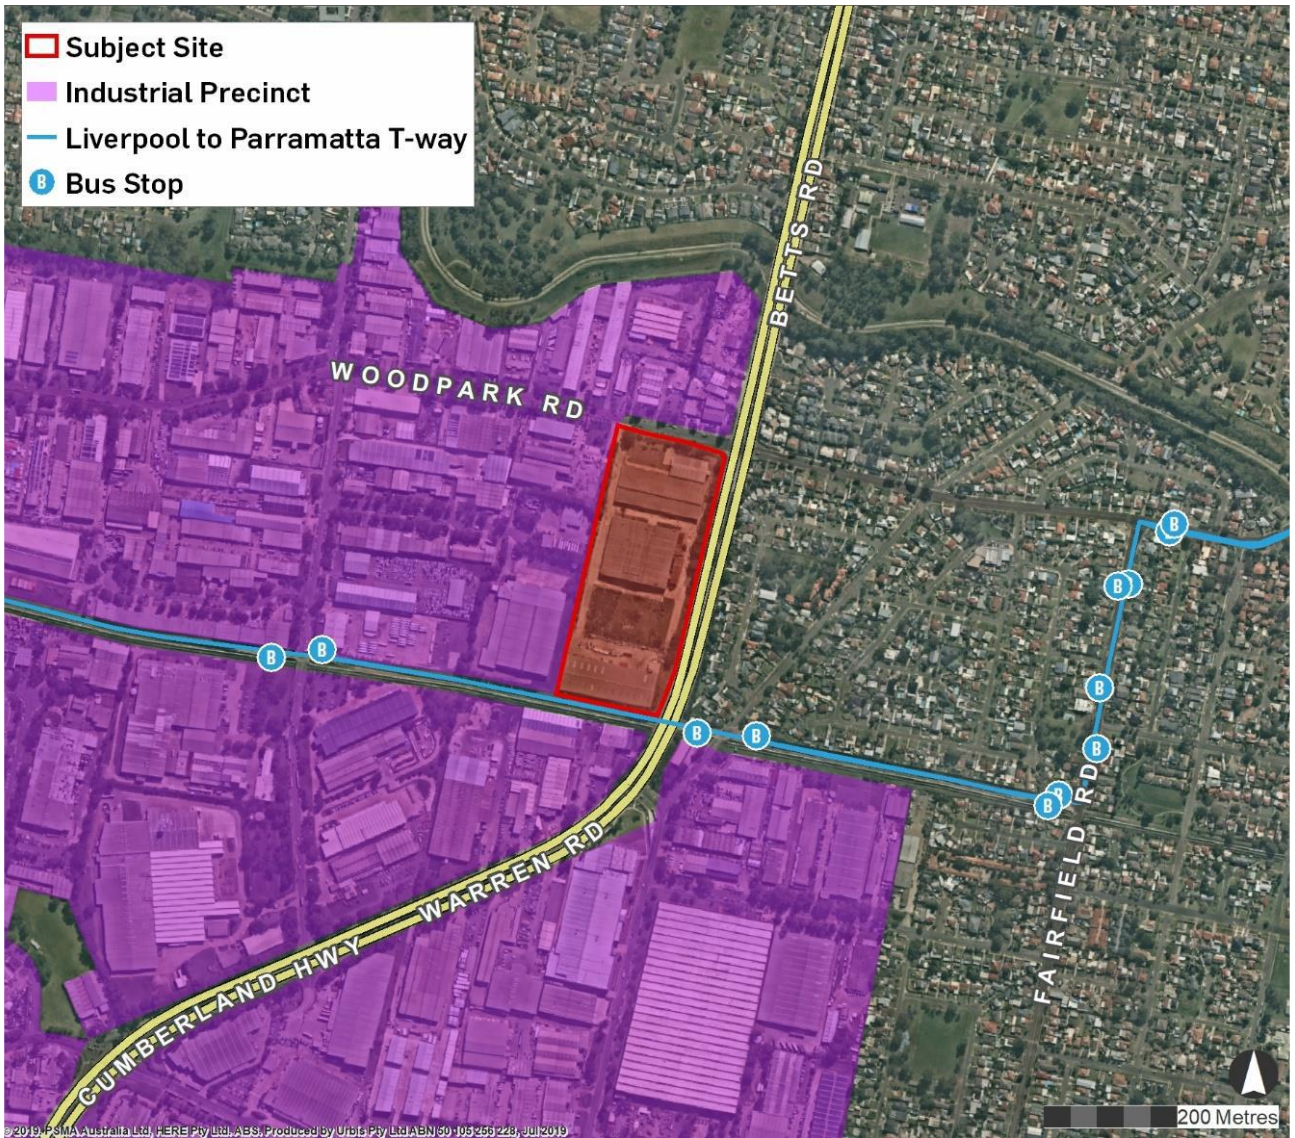 Subject Site
Industrial Precinct
Liverpool to Parramatta T-way
B Bus Stop
BETTS RD
WOODPARK RD
B
B
B
B
B
B
B
B
B
B
B
WARREN RD
CUMBERLAND HWY
FAIRFIELD RD
200 Metres
© 2019. PSMA Australia Ltd, HERE Pty Ltd. ABS. Produced by Urbis Pty Ltd ABN 50 105 256 228, Jul 2019